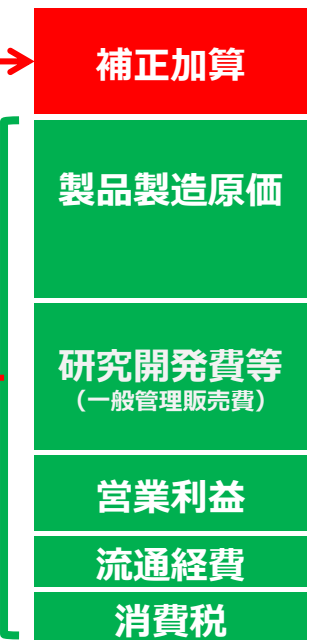 補正加算
製品製造原価
研究開発費等
（一般管理販売費）
営業利益
流通経費
消費税